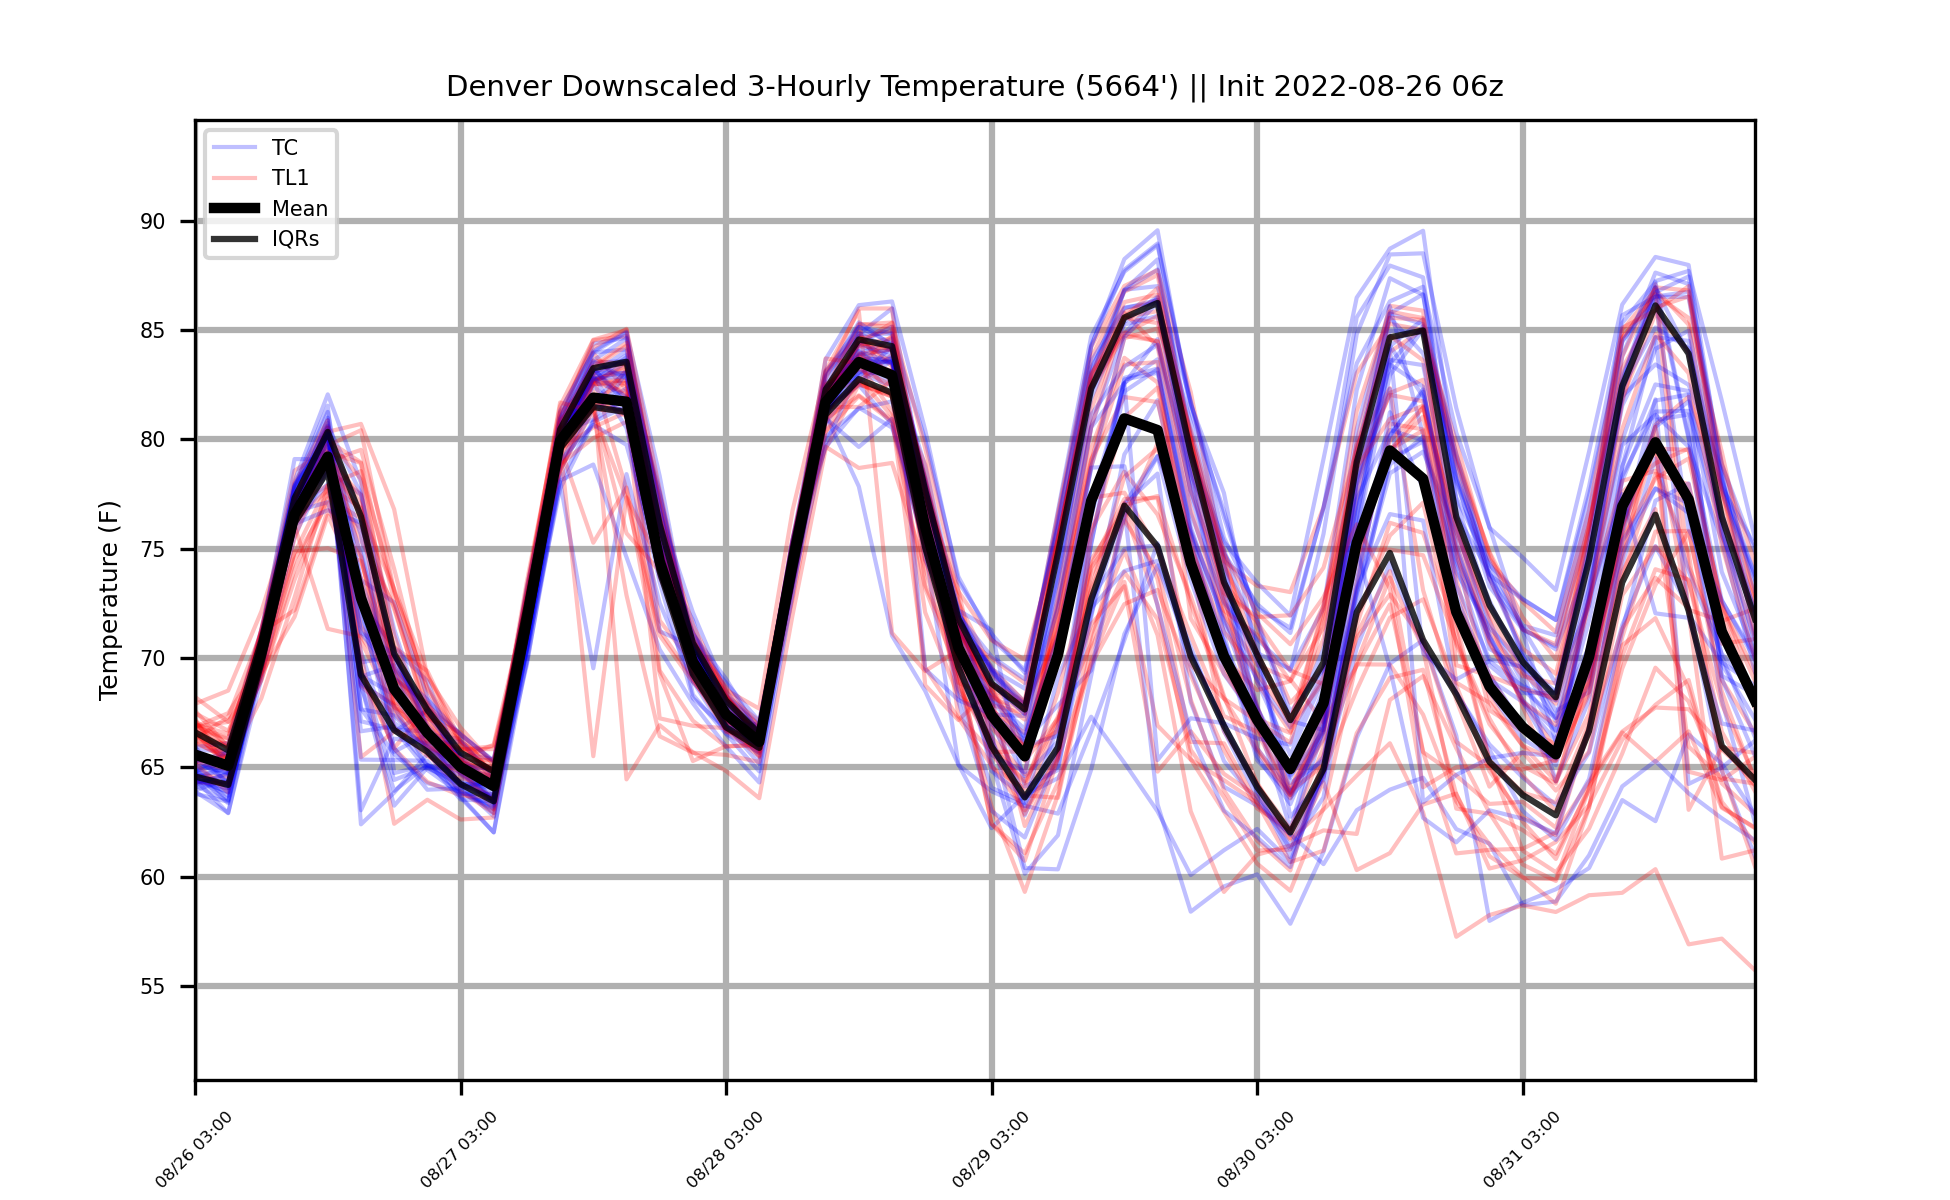 Denver Downscaled 3-Hourly Temperature (5664') || Init 2022-08-26 06z
TC
TL1
Mean
IQRs
Temperature (F)
90
85
80
75
70
65
60
55
08/26 03:00
08/27 03:00
08/28 03:00
08/29 03:00
08/30 03:00
08/31 03:00